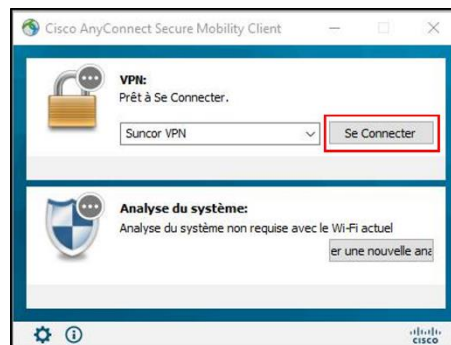 Cisco AnyConnect Secure Mobility Client
VPN:
Prêt à Se Connecter.
Suncor VPN
Se Connecter
Analyse du système:
Analyse du système non requise avec le Wi-Fi actuel
er une nouvelle ana
cisco